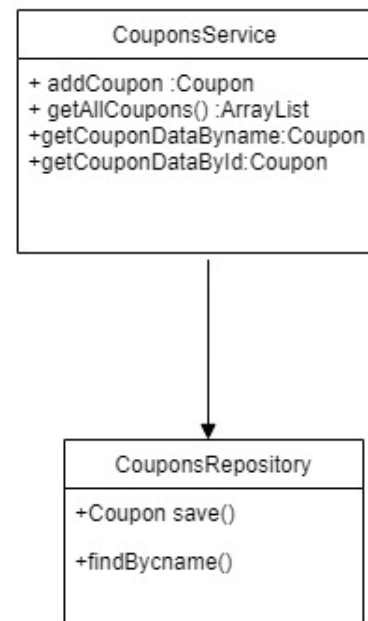 CouponsService
+ addCoupon :Coupon
+ getAllCoupons() :ArrayList
+getCouponDataByname:Coupon
+getCouponDataById:Coupon
CouponsRepository
+Coupon save()
+findBycname()